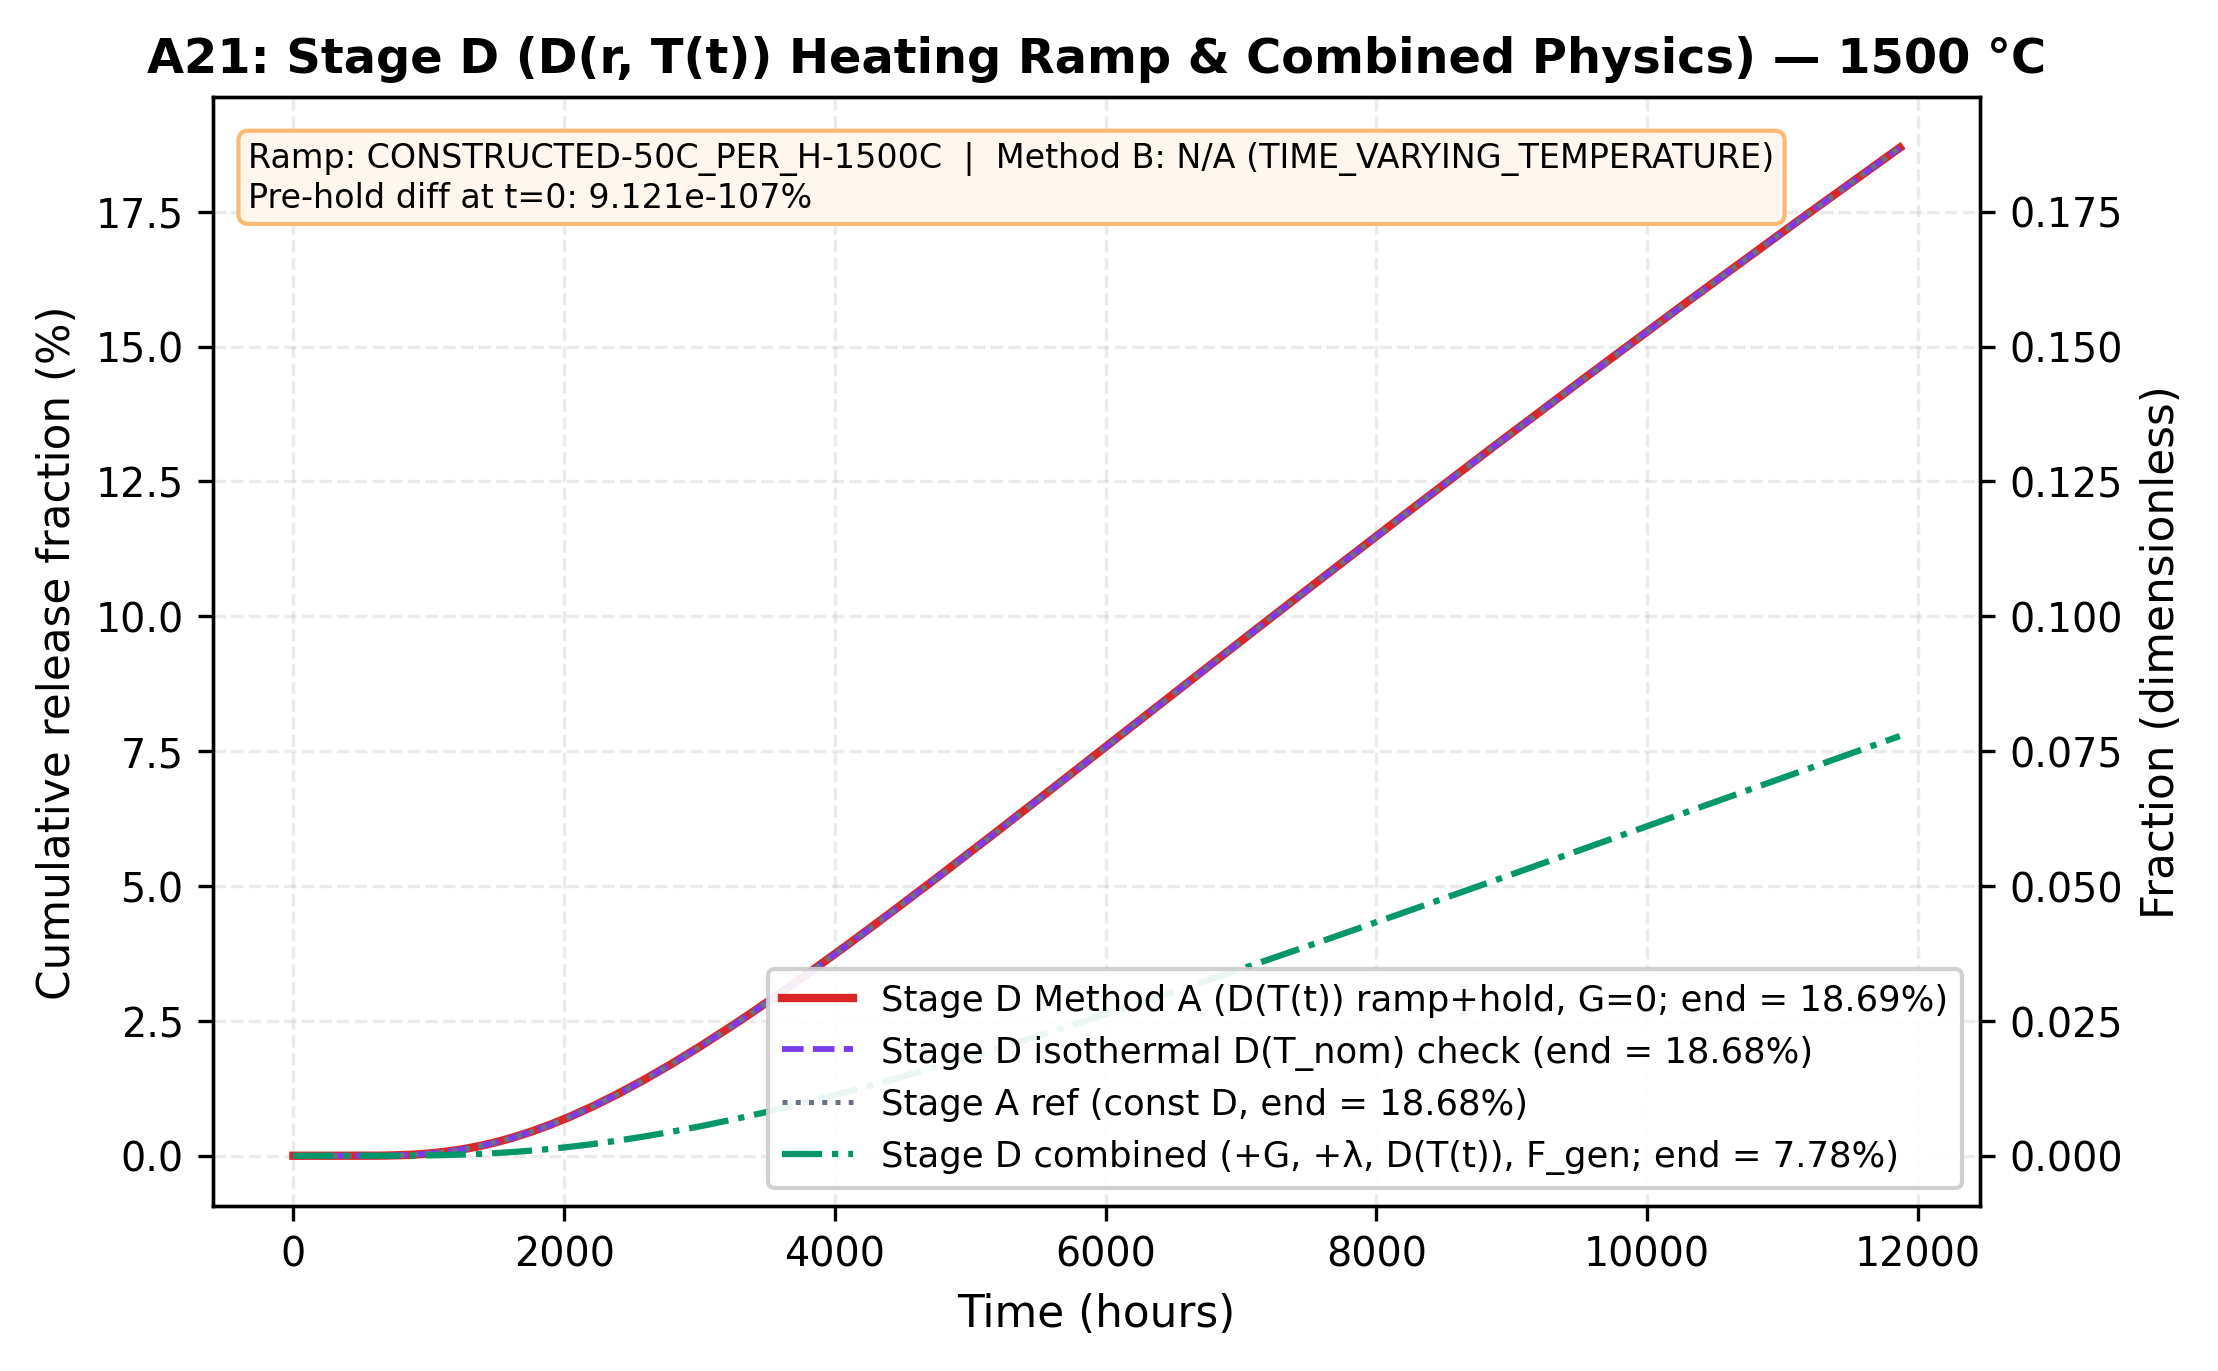 A21: Stage D (D(r, T(t)) Heating Ramp & Combined Physics) — 1500 °C
Ramp: CONSTRUCTED-50C_PER_H-1500C | Method B: N/A (TIME_VARYING_TEMPERATURE)
Pre-hold diff at t=0: 9.121e-107%
Cumulative release fraction (%)
17.5
15.0
12.5
10.0
7.5
5.0
2.5
0.0
0.175
0.150
0.125
0.100
0.075
0.050
0.025
0.000
Fraction (dimensionless)
Stage D Method A (D(T(t)) ramp+hold, G=0; end = 18.69%)
Stage D isothermal D(T_nom) check (end = 18.68%)
Stage A ref (const D, end = 18.68%)
Stage D combined (+G, +λ, D(T(t)), F_gen; end = 7.78%)
0 2000 4000 6000 8000 10000 12000
Time (hours)